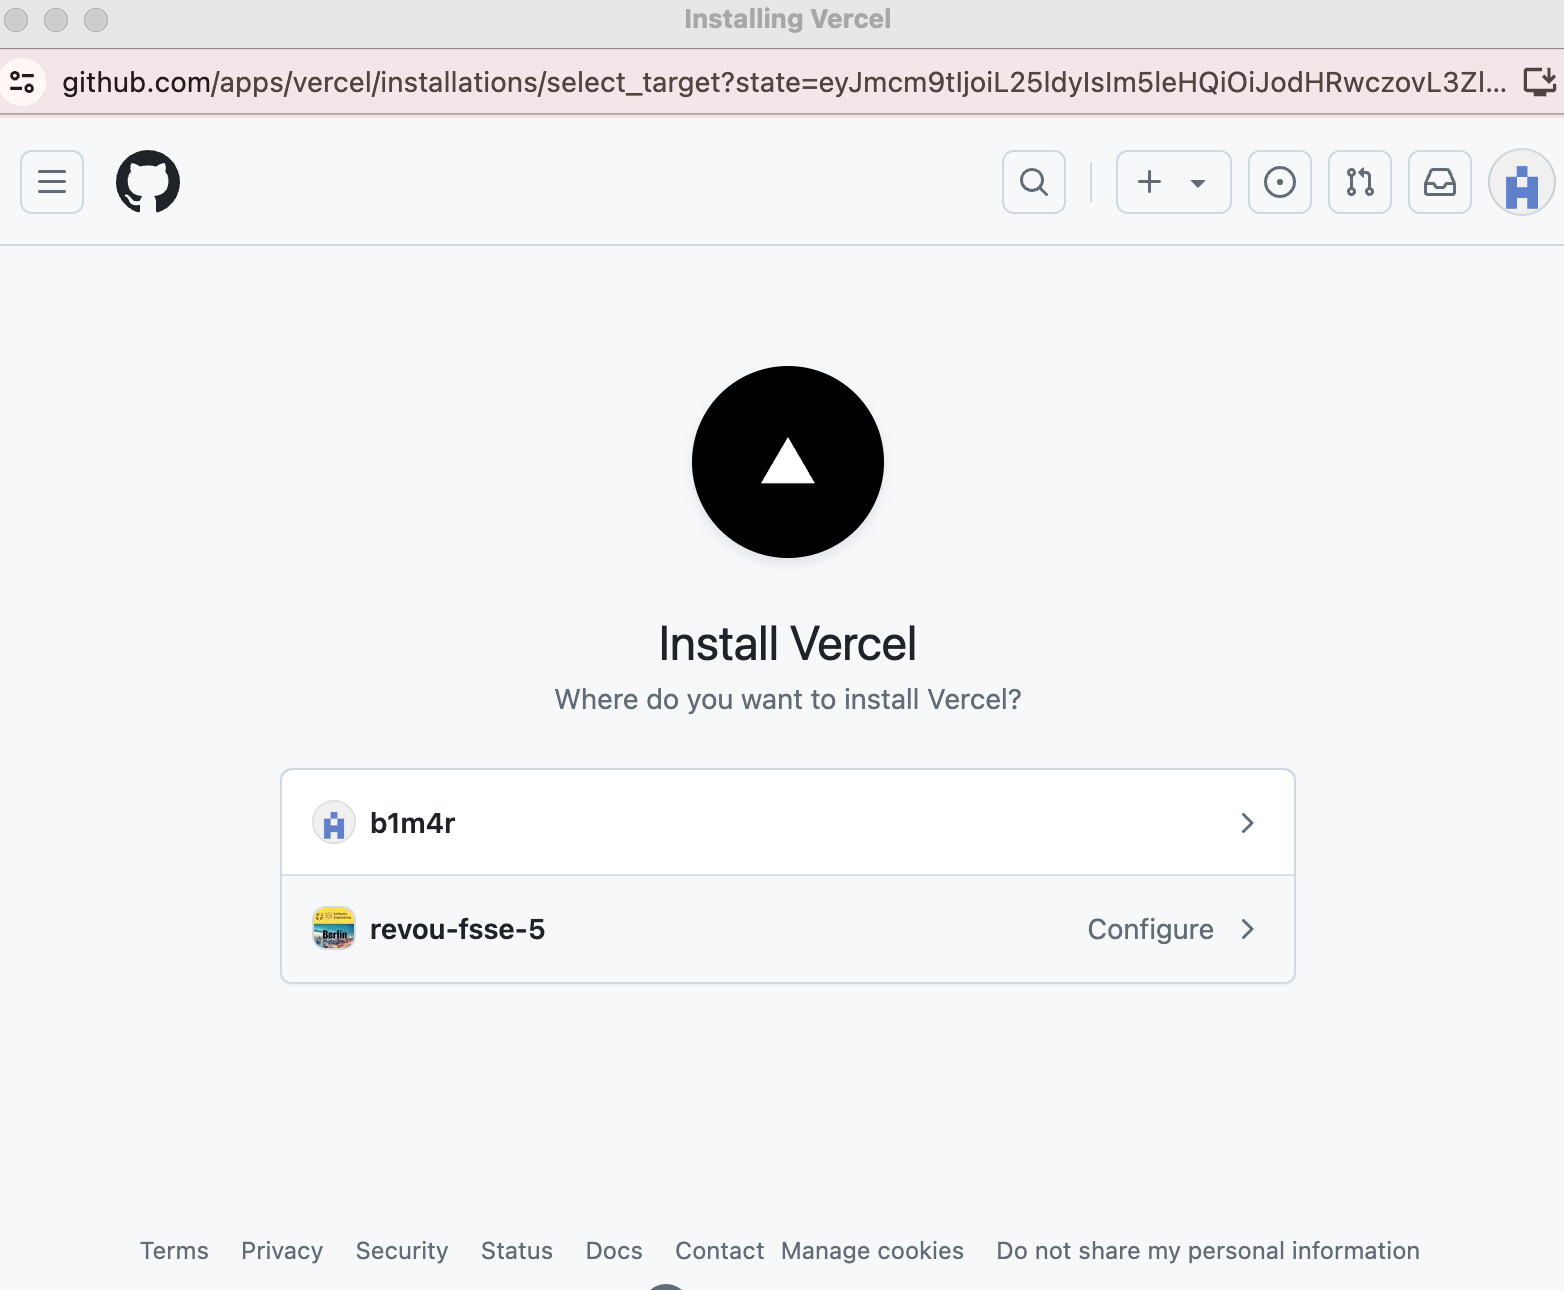 Installing Vercel
github.com/apps/vercel/installations/select_target?state=eyJmcm9tIjoiL25ldyIsIm5leHQiOiJodHRwczovL3Zl...
Install Vercel
Where do you want to install Vercel?
b1m4r
Berlin
revou-fsse-5
Configure
Terms Privacy Security Status Docs Contact Manage cookies Do not share my personal information